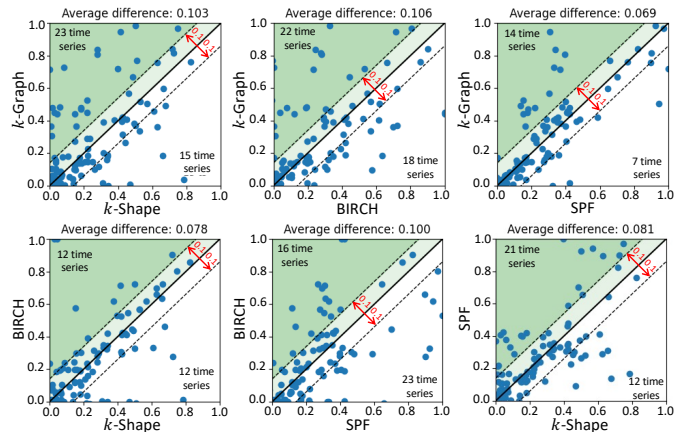 Average difference: 0.103
Average difference: 0.106
Average difference: 0.069
1.0
0.8
0.6
0.4
0.2
0.0
k-Graph
23 time
series
0.1
0.1
15 time
series
0.0
0.2
0.4
0.6
0.8
1.0
k-Shape
1.0
0.8
0.6
0.4
0.2
0.0
k-Graph
22 time
series
0.1
0.1
18 time
series
0.0
0.2
0.4
0.6
0.8
1.0
BIRCH
1.0
0.8
0.6
0.4
0.2
0.0
k-Graph
14 time
series
0.1
0.1
7 time
series
0.0
0.2
0.4
0.6
0.8
1.0
SPF
Average difference: 0.078
Average difference: 0.100
Average difference: 0.081
1.0
0.8
0.6
0.4
0.2
0.0
BIRCH
12 time
series
0.1
0.1
12 time
series
0.0
0.2
0.4
0.6
0.8
1.0
k-Shape
1.0
0.8
0.6
0.4
0.2
0.0
BIRCH
16 time
series
0.1
0.1
23 time
series
0.0
0.2
0.4
0.6
0.8
1.0
SPF
1.0
0.8
0.6
0.4
0.2
0.0
SPF
21 time
series
0.1
0.1
12 time
series
0.0
0.2
0.4
0.6
0.8
1.0
k-Shape